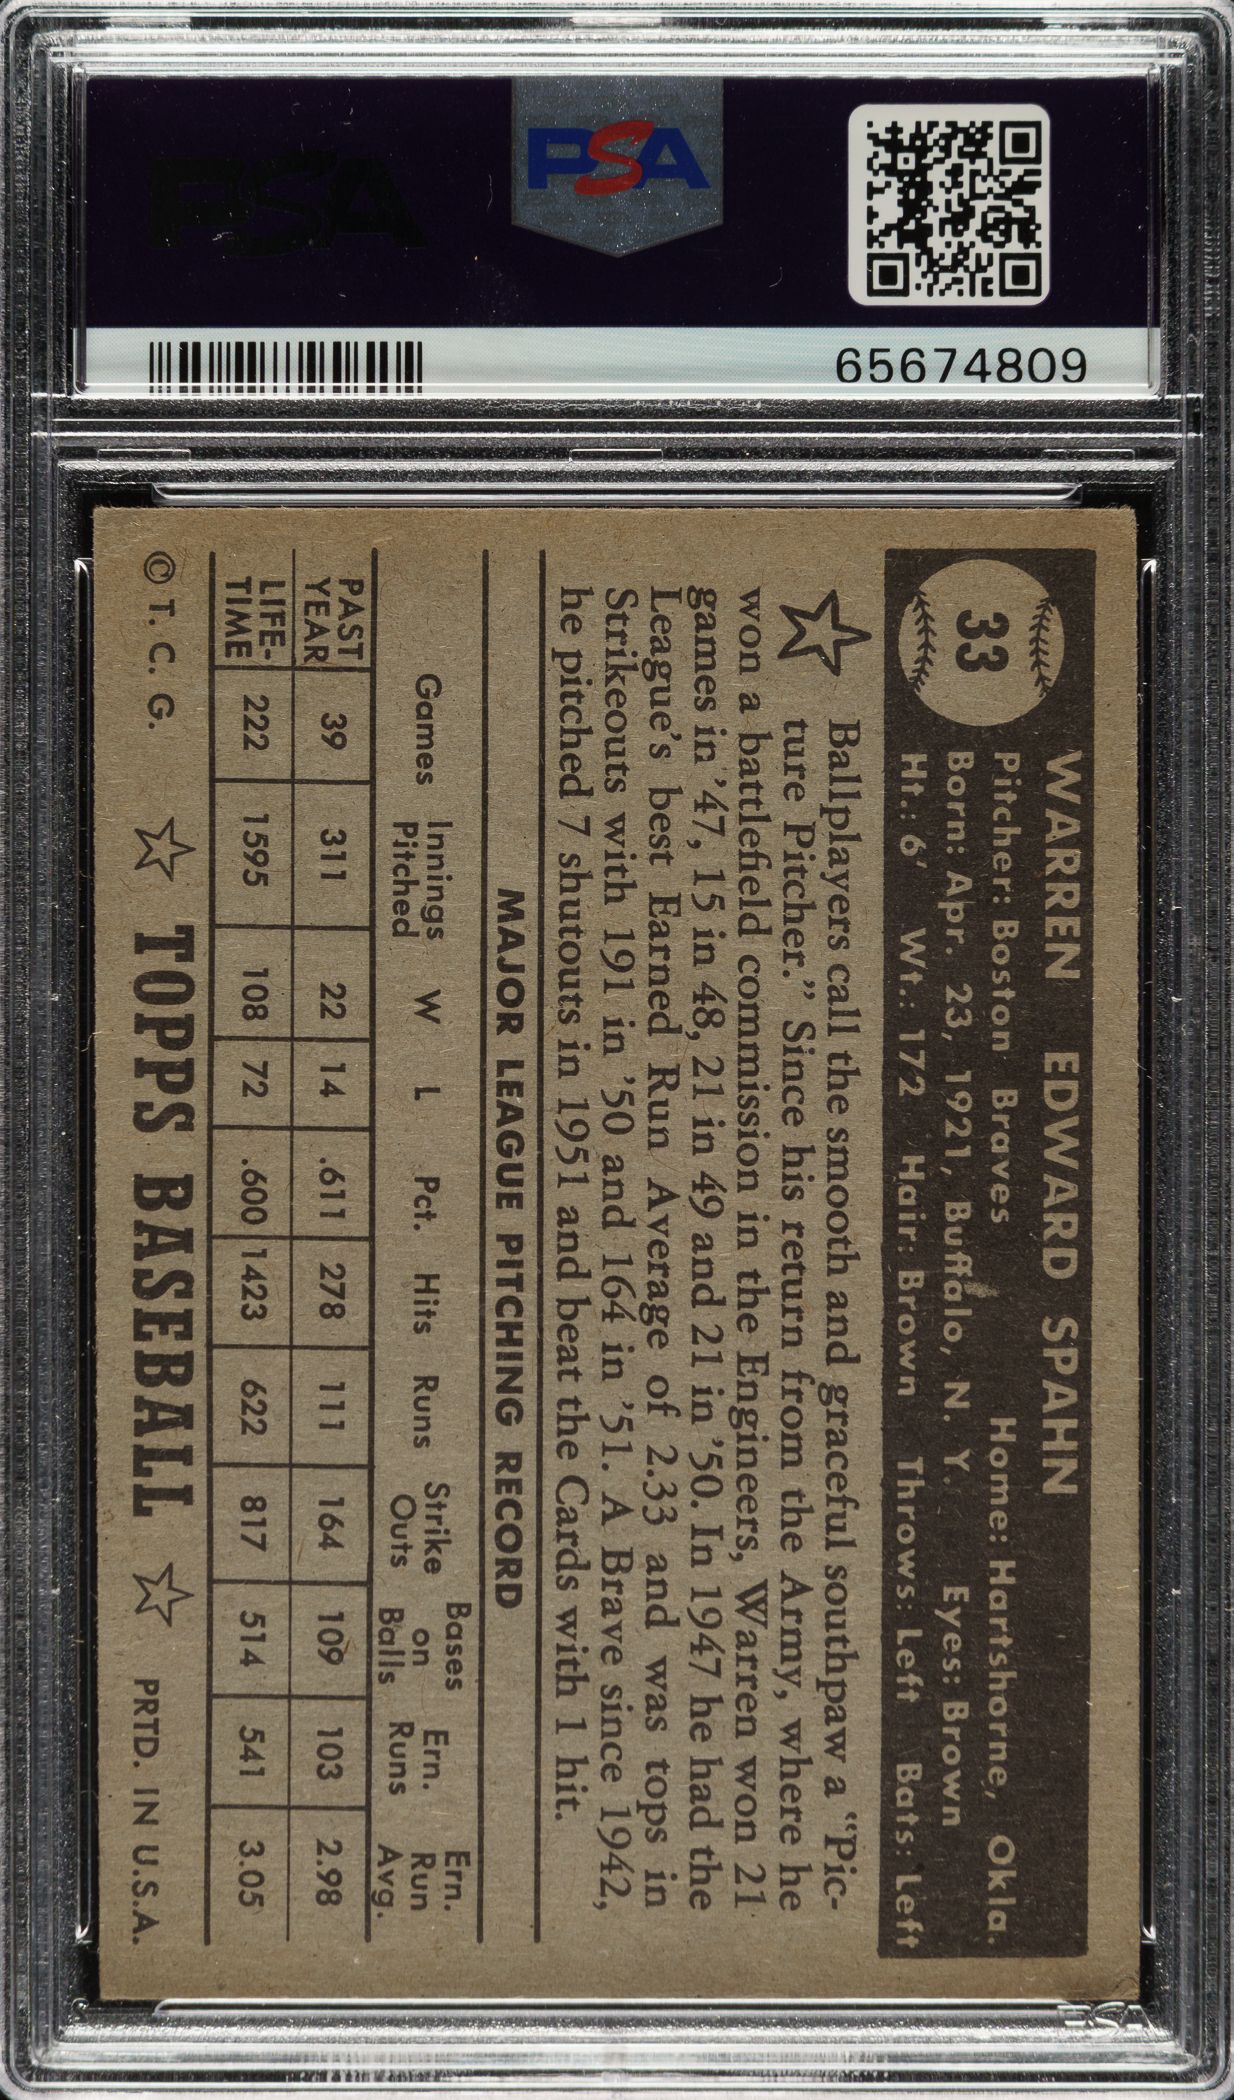 PSA
PSA
65674809
33
WARREN EDWARD SPAHN
Pitcher: Boston Braves Home: Hartshorne, Okla.
Born: Apr. 23, 1921, Buffalo, N. Y. Eyes: Brown
Ht.: 6' Wt.: 172 Hair: Brown Throws: Left Bats: Left
Ballplayers call the smooth and graceful southpaw a “Pic-
ture Pitcher.” Since his return from the Army, where he
won a battlefield commission in the Engineers, Warren won 21
games in ’47, 15 in 48, 21 in 49 and 21 in ’50. In 1947 he had the
League’s best Earned Run Average of 2.33 and was tops in
Strikeouts with 191 in ’50 and 164 in ’51. A Brave since 1942,
he pitched 7 shutouts in 1951 and beat the Cards with 1 hit.
MAJOR LEAGUE PITCHING RECORD
Games Innings Pitched W L Pct. Hits Runs Strike Outs Bases on Balls Ern. Runs Ern. Run Avg.
PAST YEAR 39 311 22 14 .611 278 111 164 109 103 2.98
LIFE-TIME 222 1595 108 72 .600 1423 622 817 514 541 3.05
© T. C. G. ☆ TOPPS BASEBALL ☆ PRTD. IN U.S.A.
PSA